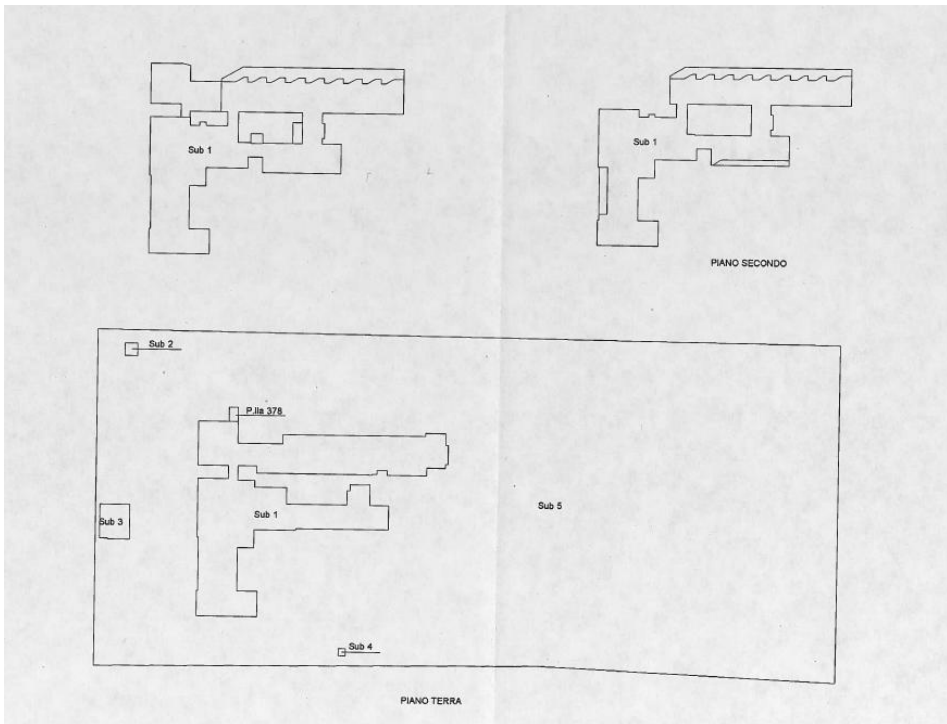 Sub 1
Sub 1
PIANO SECONDO
Sub 2
P.lla 378
Sub 3
Sub 1
Sub 5
Sub 4
PIANO TERRA